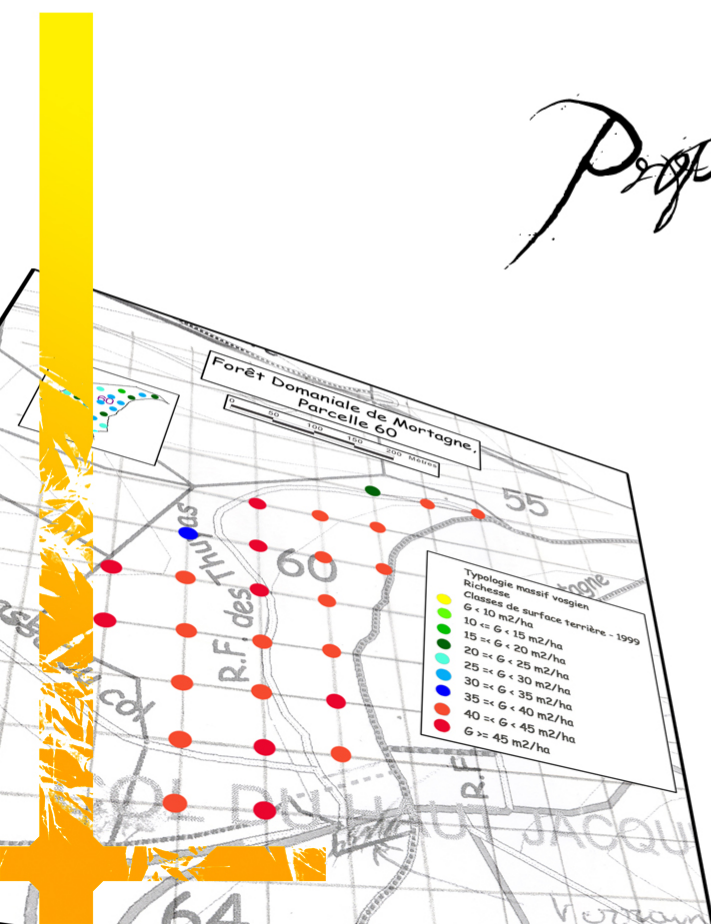 Forêt Domaniale de Mortagne,
Parcelle 60
0 50 100 150 200 Mètres
60
55
60
R.F. des Thuyas
Typologie massif vosgien
Richesse
Classes de surface terrière - 1999
G < 10 m2/ha
10 <= G < 15 m2/ha
15 =< G < 20 m2/ha
20 =< G < 25 m2/ha
25 =< G < 30 m2/ha
30 =< G < 35 m2/ha
35 =< G < 40 m2/ha
40 =< G < 45 m2/ha
G >= 45 m2/ha
col
R.F
COL DU HAUT JACQU
64